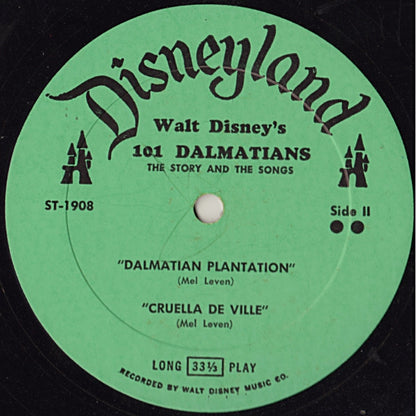 Disneyland
Walt Disney's
101 DALMATIANS
THE STORY AND THE SONGS
ST-1908
Side II
"DALMATIAN PLANTATION"
(Mel Leven)
"CRUELLA DE VILLE"
(Mel Leven)
LONG 33⅓ PLAY
RECORDED BY WALT DISNEY MUSIC CO.